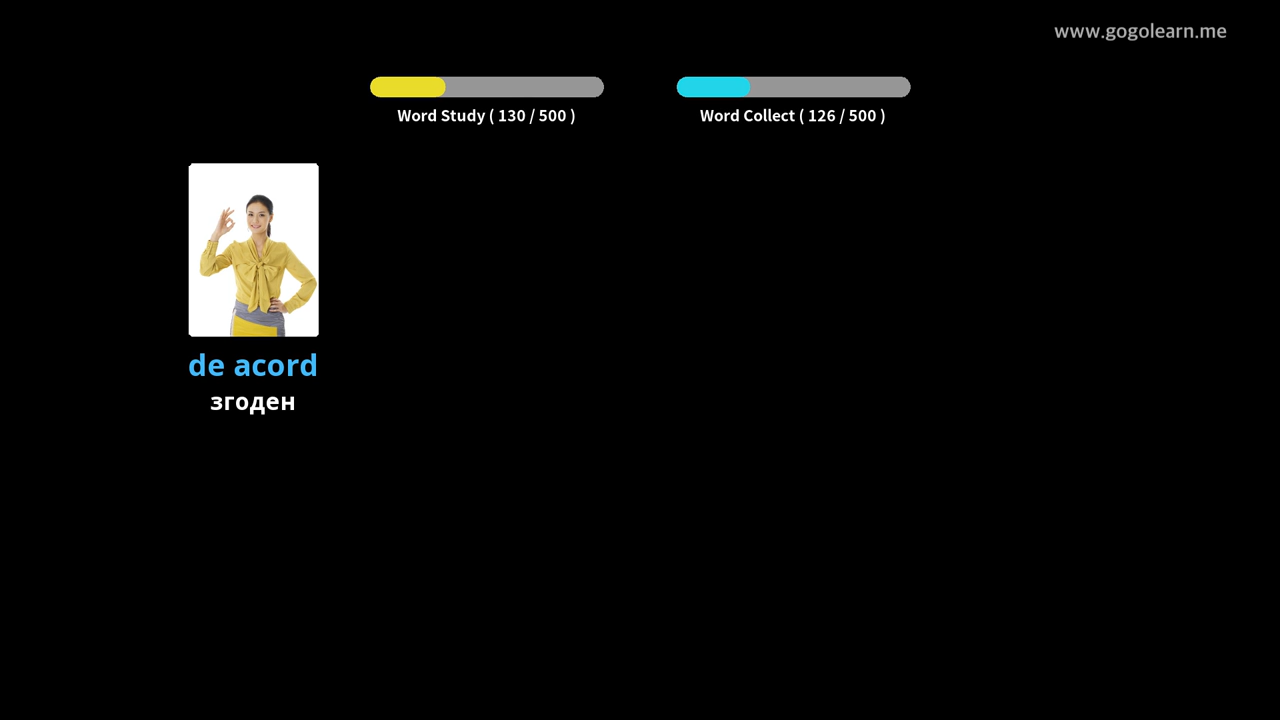 www.gogolearn.me
Word Study ( 130 / 500 )
Word Collect ( 126 / 500 )
de acord
згоден